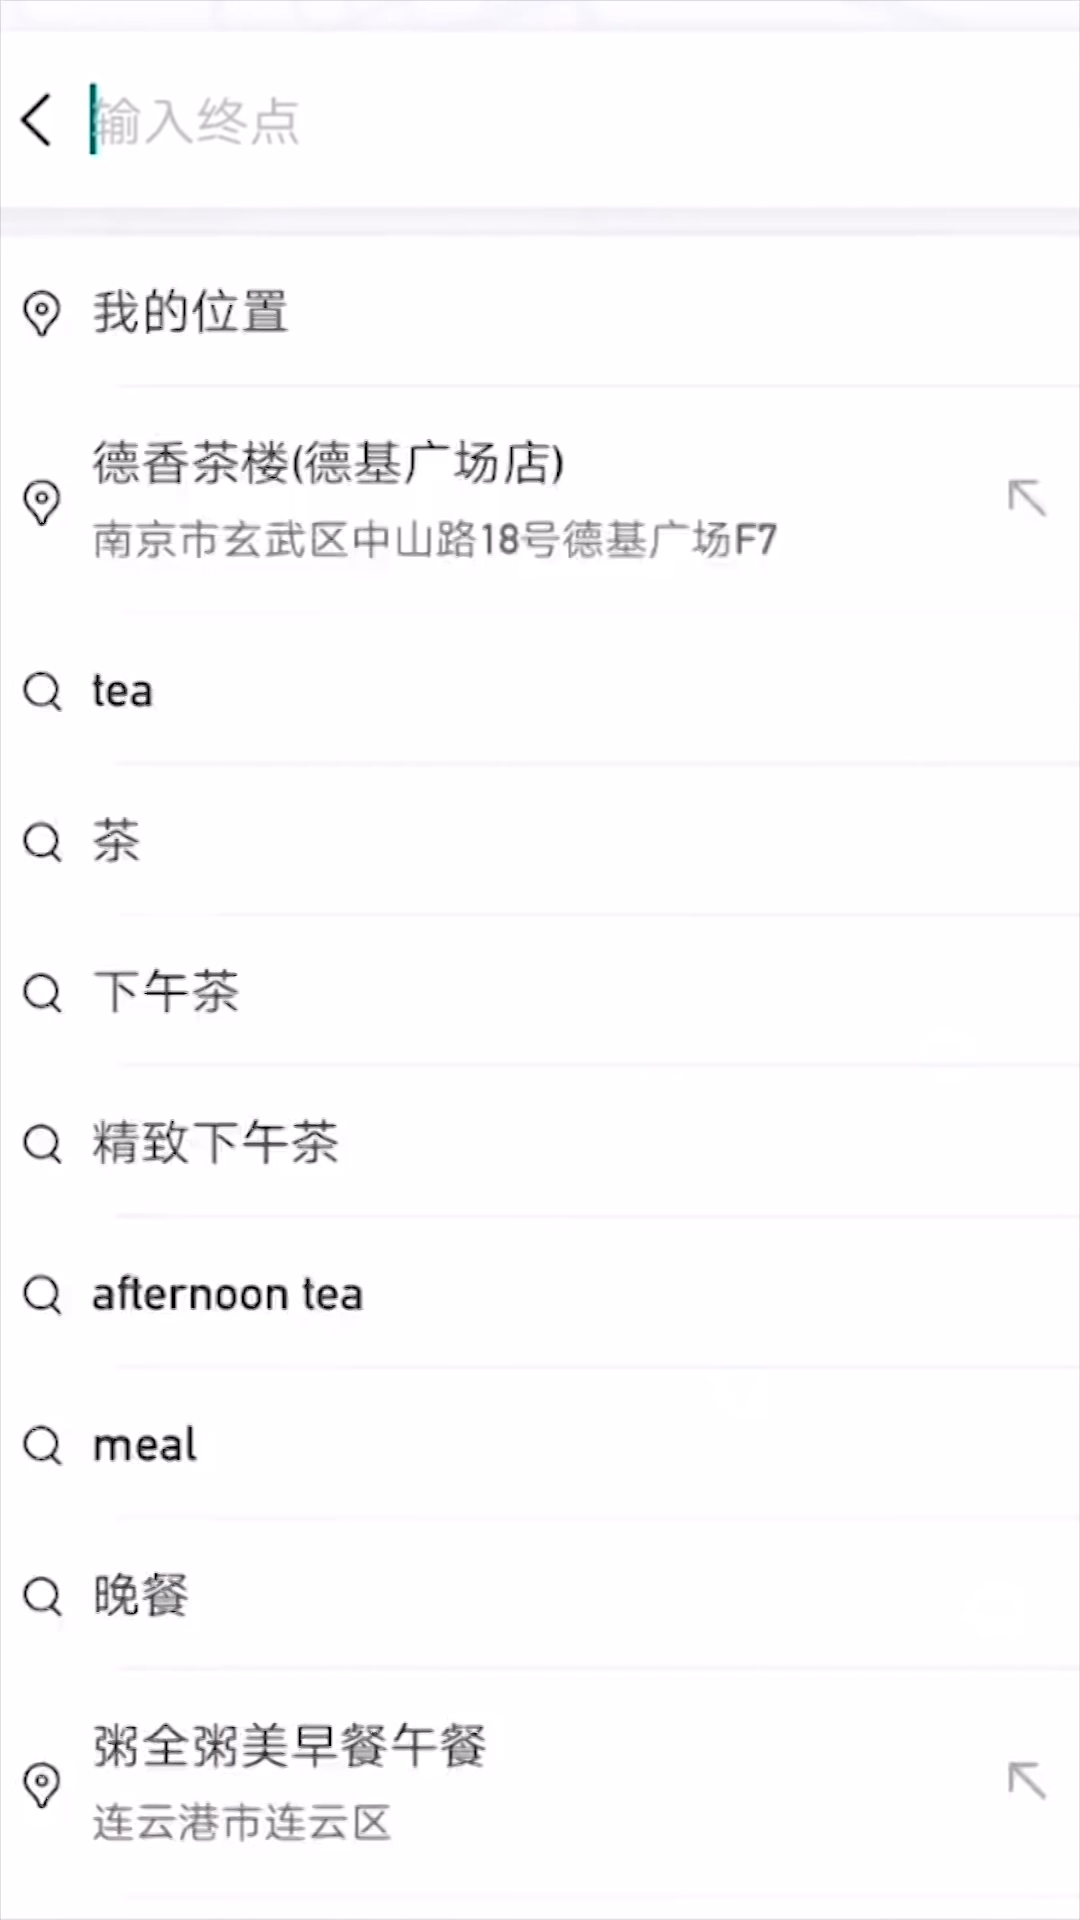 输入终点
我的位置
德香茶楼(德基广场店)
南京市玄武区中山路18号德基广场F7
tea
茶
下午茶
精致下午茶
afternoon tea
meal
晚餐
粥全粥美早餐午餐
连云港市连云区